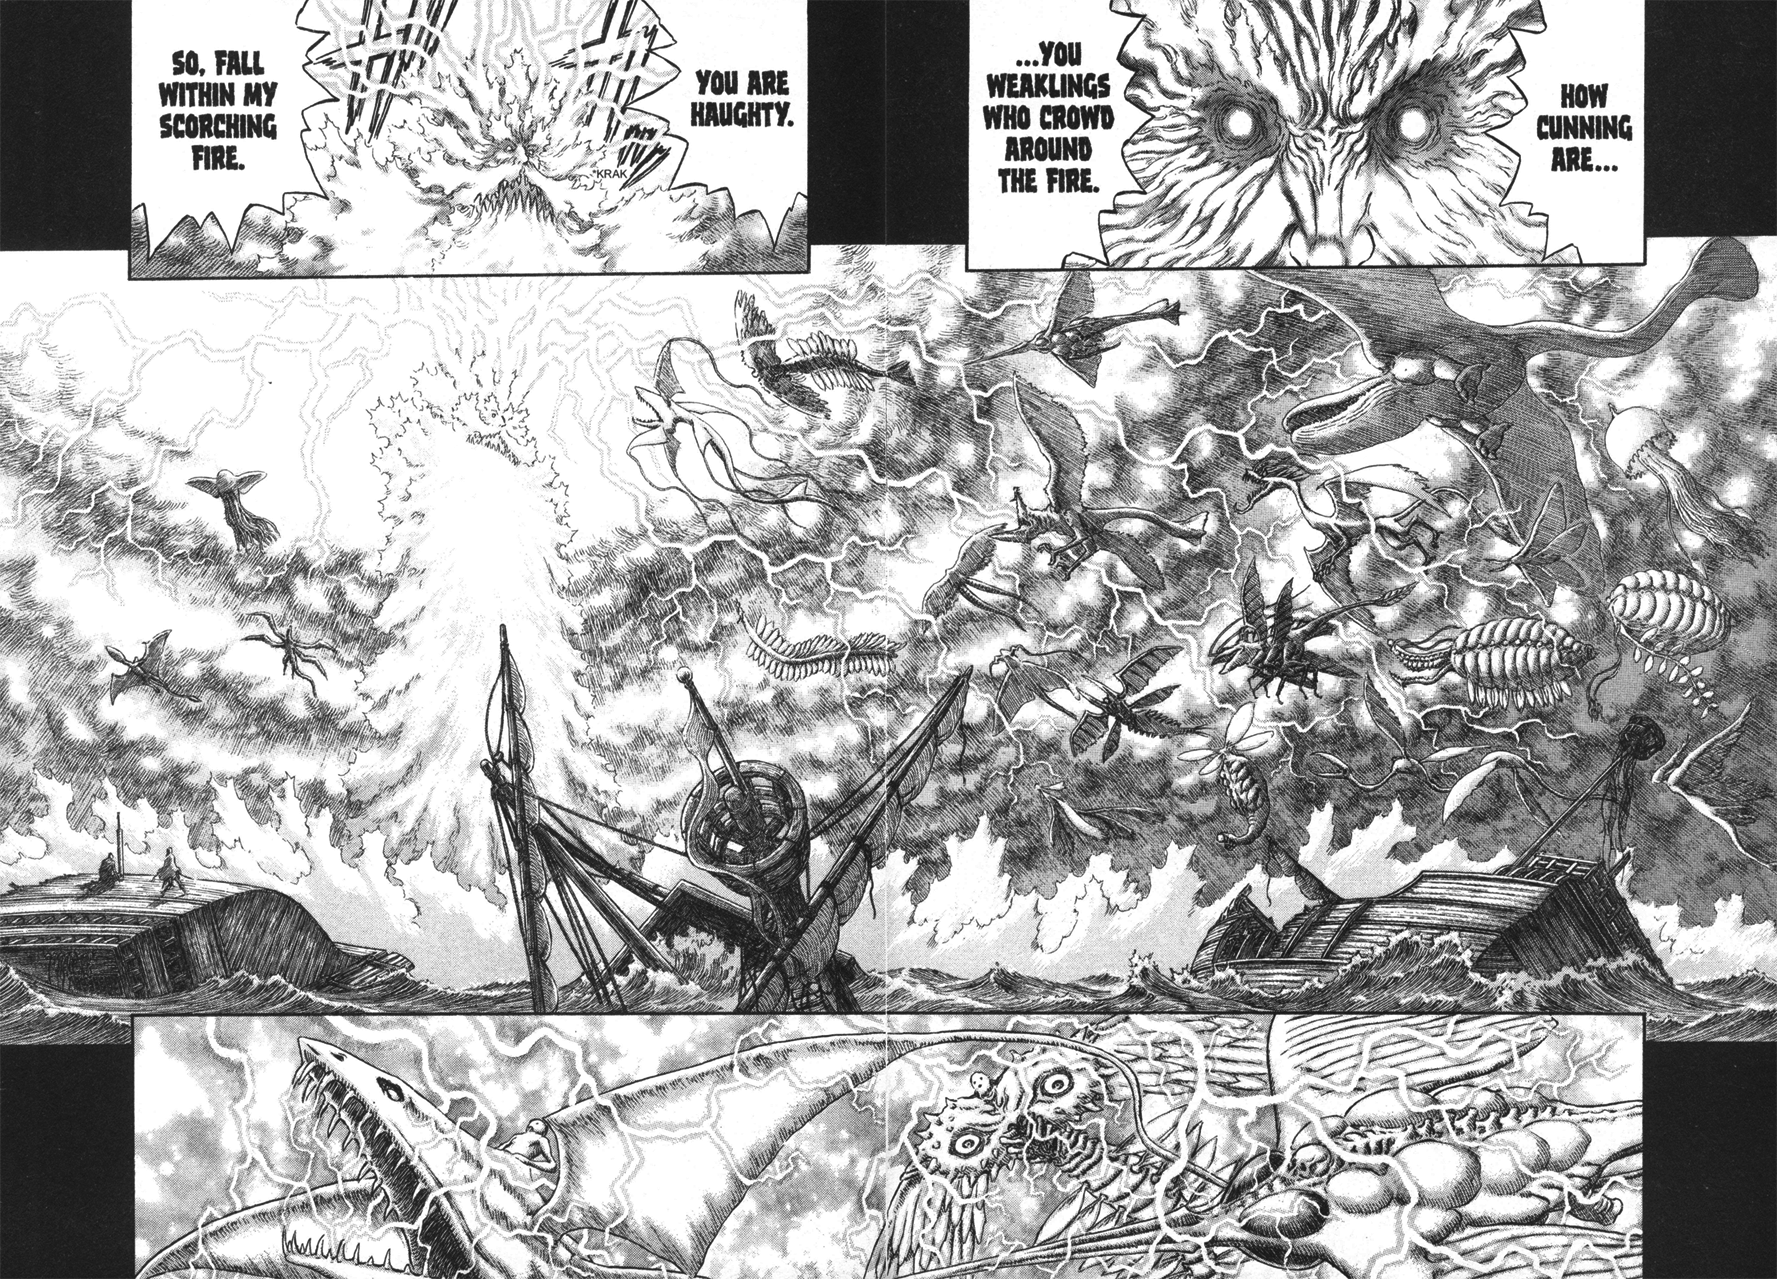 HOW
CUNNING
ARE...
...YOU
WEAKLINGS
WHO CROWD
AROUND
THE FIRE.
YOU ARE
HAUGHTY.
*KRAK
SO, FALL
WITHIN MY
SCORCHING
FIRE.